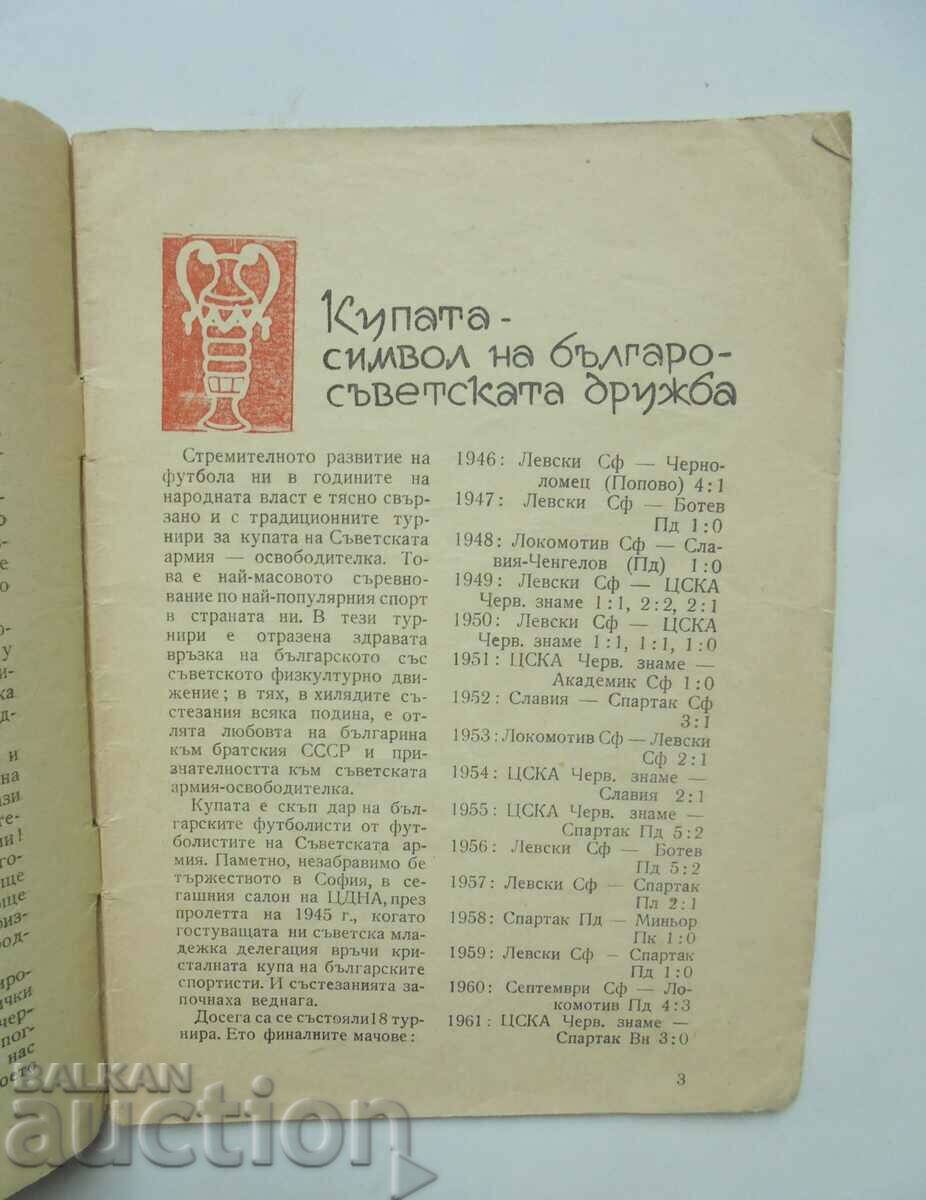 Купата -
символ на българо-
съветската дружба
Стремителното развитие на
футбола ни в годините на
народната власт е тясно свър-
зано и с традиционните тур-
нири за купата на Съветската
армия — освободителка. То-
ва е най-масовото съревно-
вание по най-популярния спорт
в страната ни. В тези тур-
нири е отразена здравата
връзка на българското със
съветското физкултурно дви-
жение; в тях, в хилядите съ-
стезания всяка подина, е от-
лята любовта на българина
към братския СССР и при-
знателността към съветската
армия-освободителка.
Купата е скъп дар на бъл-
гарските футболисти от фут-
болистите на Съветската ар-
мия. Паметно, незабравимо бе
тържеството в София, в се-
гашния салон на ЦДНА, през
пролетта на 1945 г., когато
гостуващата ни съветска мла-
дежка делегация връчи кри-
сталната купа на българските
спортисти. И състезанията за-
почнаха веднага.
Досега са се състояли 18 тур-
нира. Ето финалните мачове:
1946: Левски Сф — Черно-
ломец (Попово) 4:1
1947: Левски Сф — Ботев
Пд 1:0
1948: Локомотив Сф — Сла-
вия-Ченгелов (Пд) 1:0
1949: Левски Сф — ЦСКА
Черв. знаме 1:1, 2:2, 2:1
1950: Левски Сф — ЦСКА
Черв. знаме 1:1, 1:1, 1:0
1951: ЦСКА Черв. знаме —
Академик Сф 1:0
1952: Славия — Спартак Сф
3:1
1953: Локомотив Сф — Левски
Сф 2:1
1954: ЦСКА Черв. знаме —
Славия 2:1
1955: ЦСКА Черв. знаме —
Спартак Пд 5:2
1956: Левски Сф — Ботев
Пд 5:2
1957: Левски Сф — Спартак
Пл 2:1
1958: Спартак Пд — Миньор
Пк 1:0
1959: Левски Сф — Спартак
Пд 1:0
1960: Септември Сф — Ло-
комотив Пд 4:3
1961: ЦСКА Черв. знаме —
Спартак Вн 3:0
3
BALKAN
auction